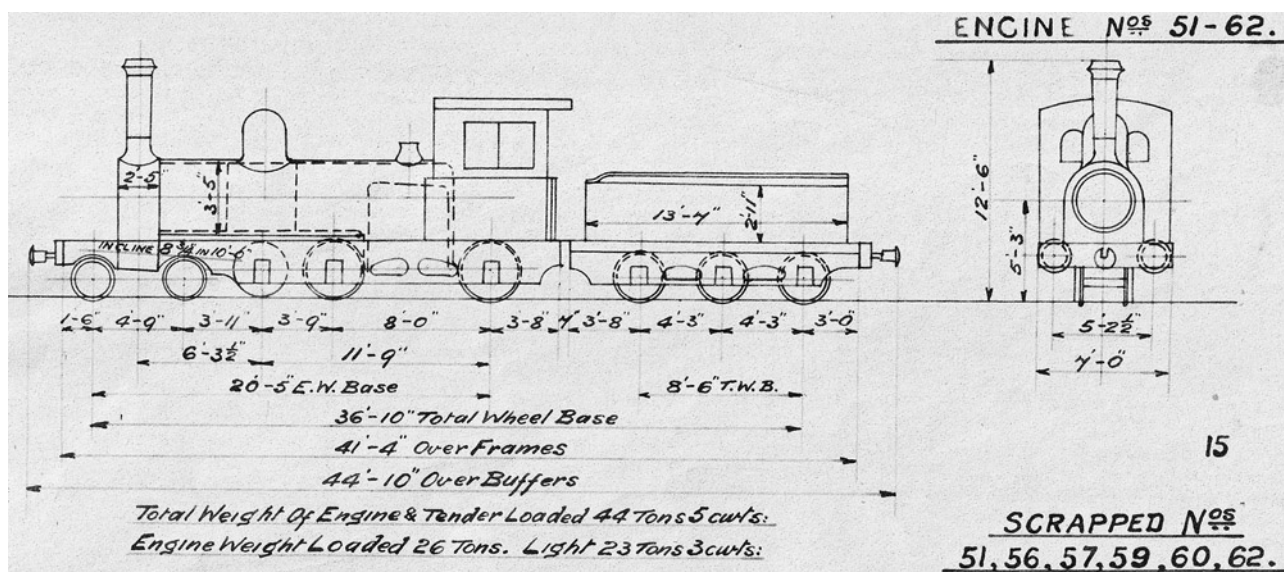 ENGINE Nos 51-62.
2'-5"
3'-5"
13'-4"
2'-11"
12'-6"
5'-3"
INCLINE 8 3/4 IN 10'-6"
1'-6" 4'-9" 3'-11" 3'-9" 8'-0" 3'-8" 4" 3'-8" 4'-3" 4'-3" 3'-0"
5'-2½"
6'-3½" 11'-9"
7'-0"
20'-5" E.W. Base 8'-6" T.W.B.
36'-10" Total Wheel Base
41'-4" Over Frames
15
44'-10" Over Buffers
Total Weight Of Engine & Tender Loaded 44 Tons 5 cwts:
Engine Weight Loaded 26 Tons. Light 23 Tons 3 cwts:
SCRAPPED Nos
51, 56, 57, 59, 60, 62.